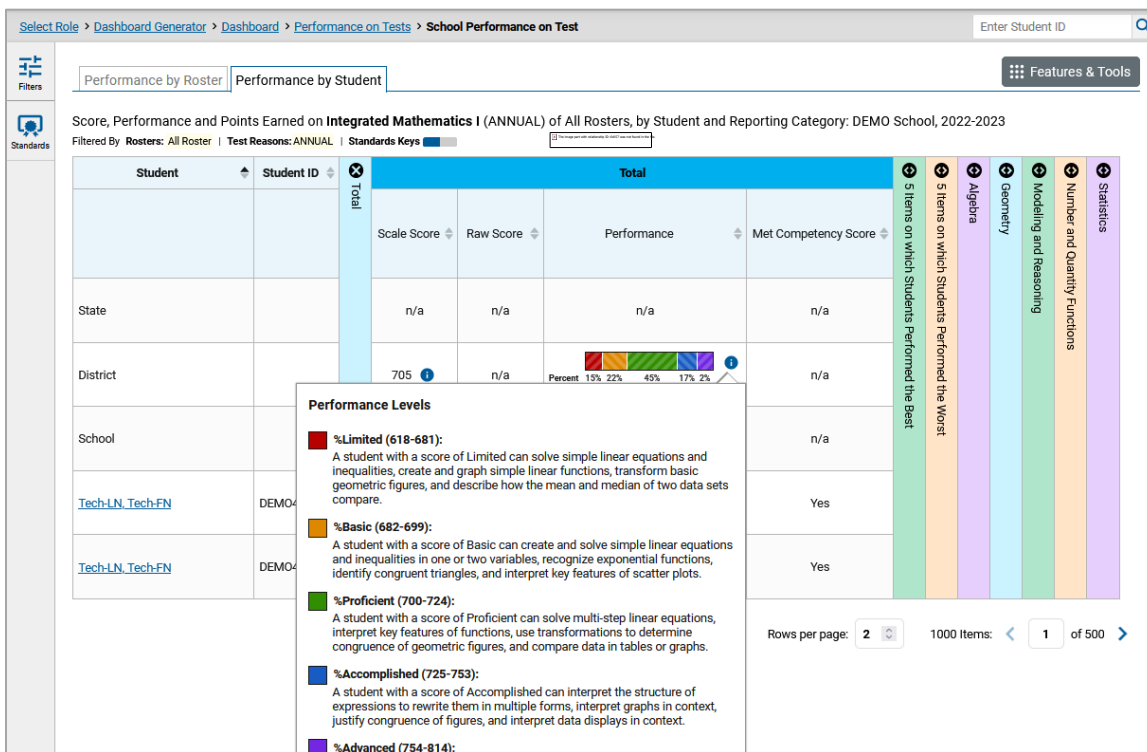 Select Role > Dashboard Generator > Dashboard > Performance on Tests > School Performance on Test
Enter Student ID
Filters
Standards
Performance by Roster
Performance by Student
Features & Tools
Score, Performance and Points Earned on Integrated Mathematics I (ANNUAL) of All Rosters, by Student and Reporting Category: DEMO School, 2022-2023
Filtered By Rosters: All Roster | Test Reasons: ANNUAL | Standards Keys
Student
Student ID
Total
Total
Scale Score
Raw Score
Performance
Met Competency Score
5 Items on which Students Performed the Best
5 Items on which Students Performed the Worst
Algebra
Geometry
Modeling and Reasoning
Number and Quantity Functions
Statistics
State
n/a
n/a
n/a
n/a
District
705
n/a
Percent 15% 22% 45% 17% 2%
n/a
School
n/a
Tech-LN, Tech-FN
DEMO4
Yes
Tech-LN, Tech-FN
DEMO4
Yes
Performance Levels
%Limited (618-681):
A student with a score of Limited can solve simple linear equations and
inequalities, create and graph simple linear functions, transform basic
geometric figures, and describe how the mean and median of two data sets
compare.
%Basic (682-699):
A student with a score of Basic can create and solve simple linear equations
and inequalities in one or two variables, recognize exponential functions,
identify congruent triangles, and interpret key features of scatter plots.
%Proficient (700-724):
A student with a score of Proficient can solve multi-step linear equations,
interpret key features of functions, use transformations to determine
congruence of geometric figures, and compare data in tables or graphs.
%Accomplished (725-753):
A student with a score of Accomplished can interpret the structure of
expressions to rewrite them in multiple forms, interpret graphs in context,
justify congruence of figures, and interpret data displays in context.
%Advanced (754-814):
Rows per page: 2
1000 Items: 1 of 500